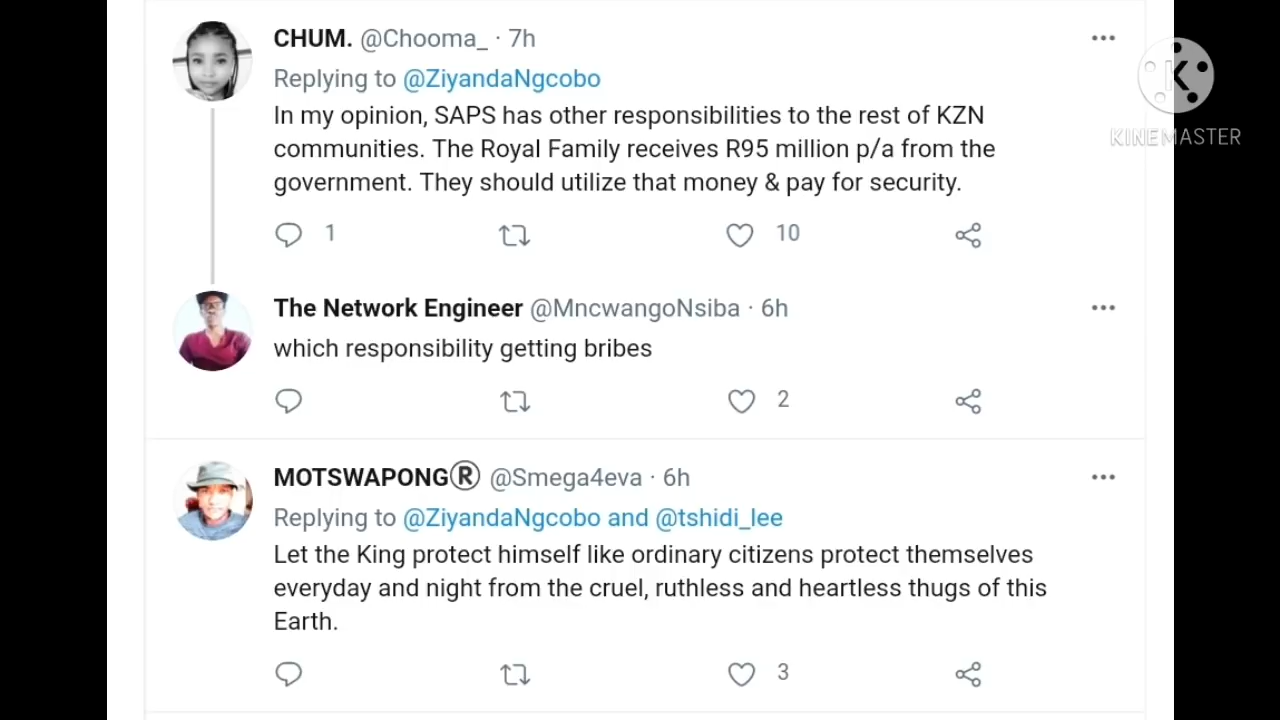 CHUM. @Chooma_ · 7h
Replying to @ZiyandaNgcobo
In my opinion, SAPS has other responsibilities to the rest of KZN
communities. The Royal Family receives R95 million p/a from the
government. They should utilize that money & pay for security.
1 10
The Network Engineer @MncwangoNsiba · 6h
which responsibility getting bribes
2
MOTSWAPONG® @Smega4eva · 6h
Replying to @ZiyandaNgcobo and @tshidi_lee
Let the King protect himself like ordinary citizens protect themselves
everyday and night from the cruel, ruthless and heartless thugs of this
Earth.
3
K
KINEMASTER